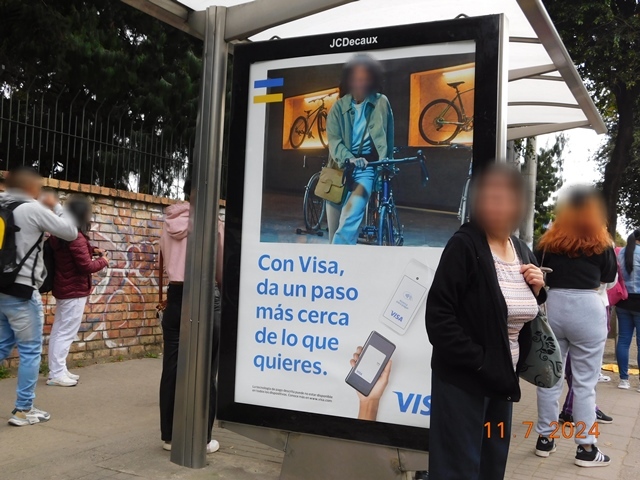 JCDecaux
Con Visa,
da un paso
más cerca
de lo que
quieres.
VISA
VIS
11 7 2024